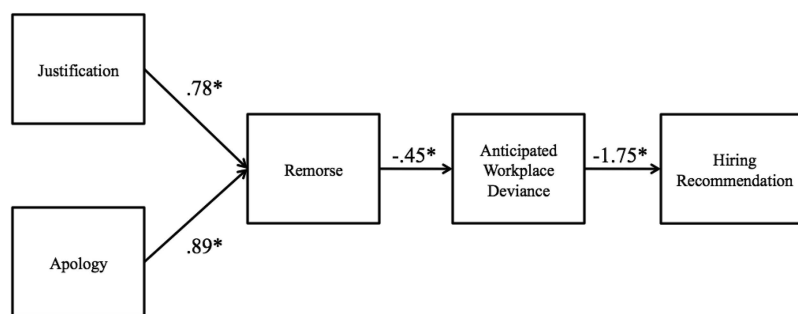 Justification
.78*
Remorse
-.45*
Anticipated
Workplace
Deviance
-1.75*
Hiring
Recommendation
.89*
Apology